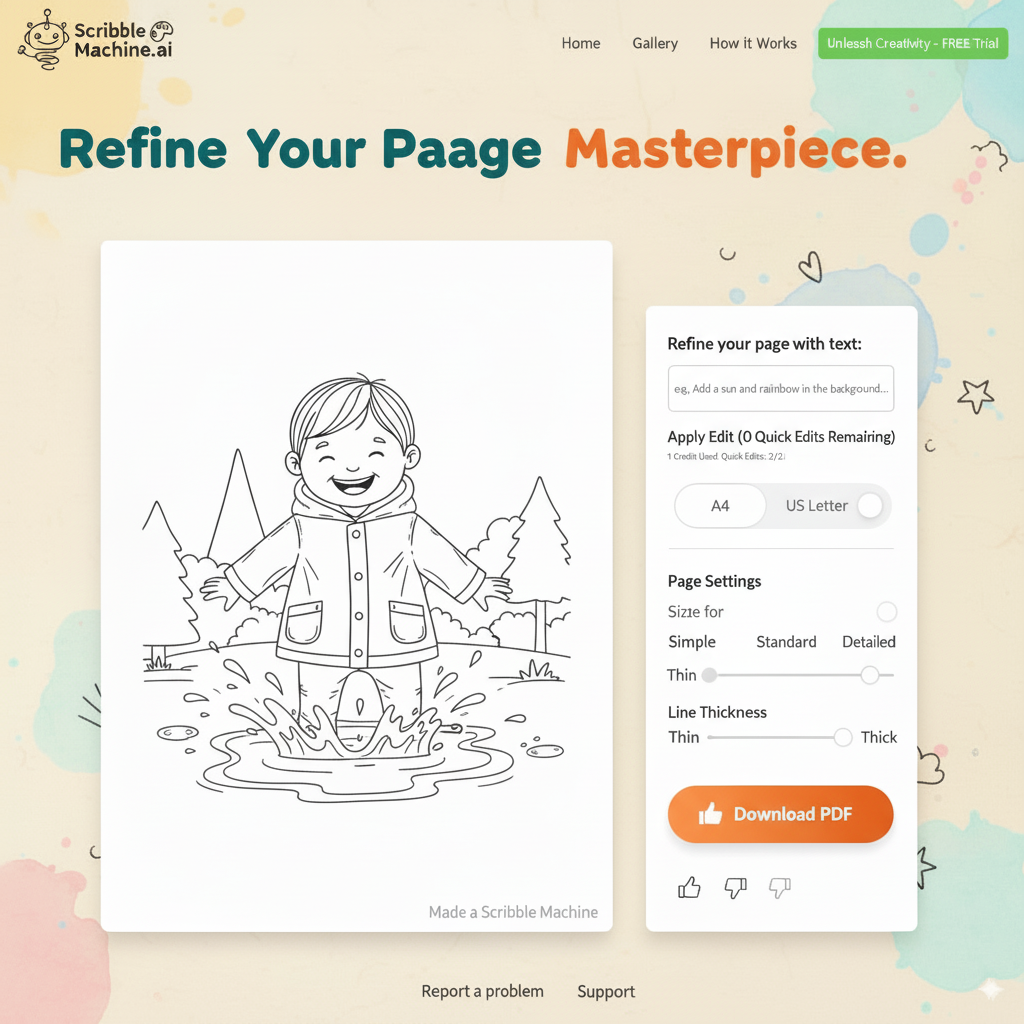 Scribble
Machine.ai
Home
Gallery
How it Works
Unlessh Creativity - FREE Trial
Refine Your Paage Masterpiece.
Refine your page with text:
eg, Add a sun and raiinbow in the backgound...
Apply Edit (0 Quick Edits Remairing)
1 Credit Used Quick Edits: 2/2
A4
US Letter
Page Settings
Sizıe for
Simple
Standard
Detailed
Thin
Line Thickness
Thin
Thick
Download PDF
Made a Scribble Machine
Report a problem
Support